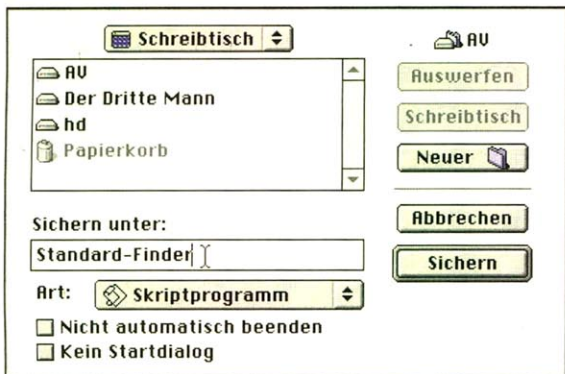 Schreibtisch
AV
AV
Der Dritte Mann
hd
Papierkorb
Auswerfen
Schreibtisch
Neuer
Sichern unter:
Standard-Finder
Abbrechen
Sichern
Art: Skriptprogramm
Nicht automatisch beenden
Kein Startdialog